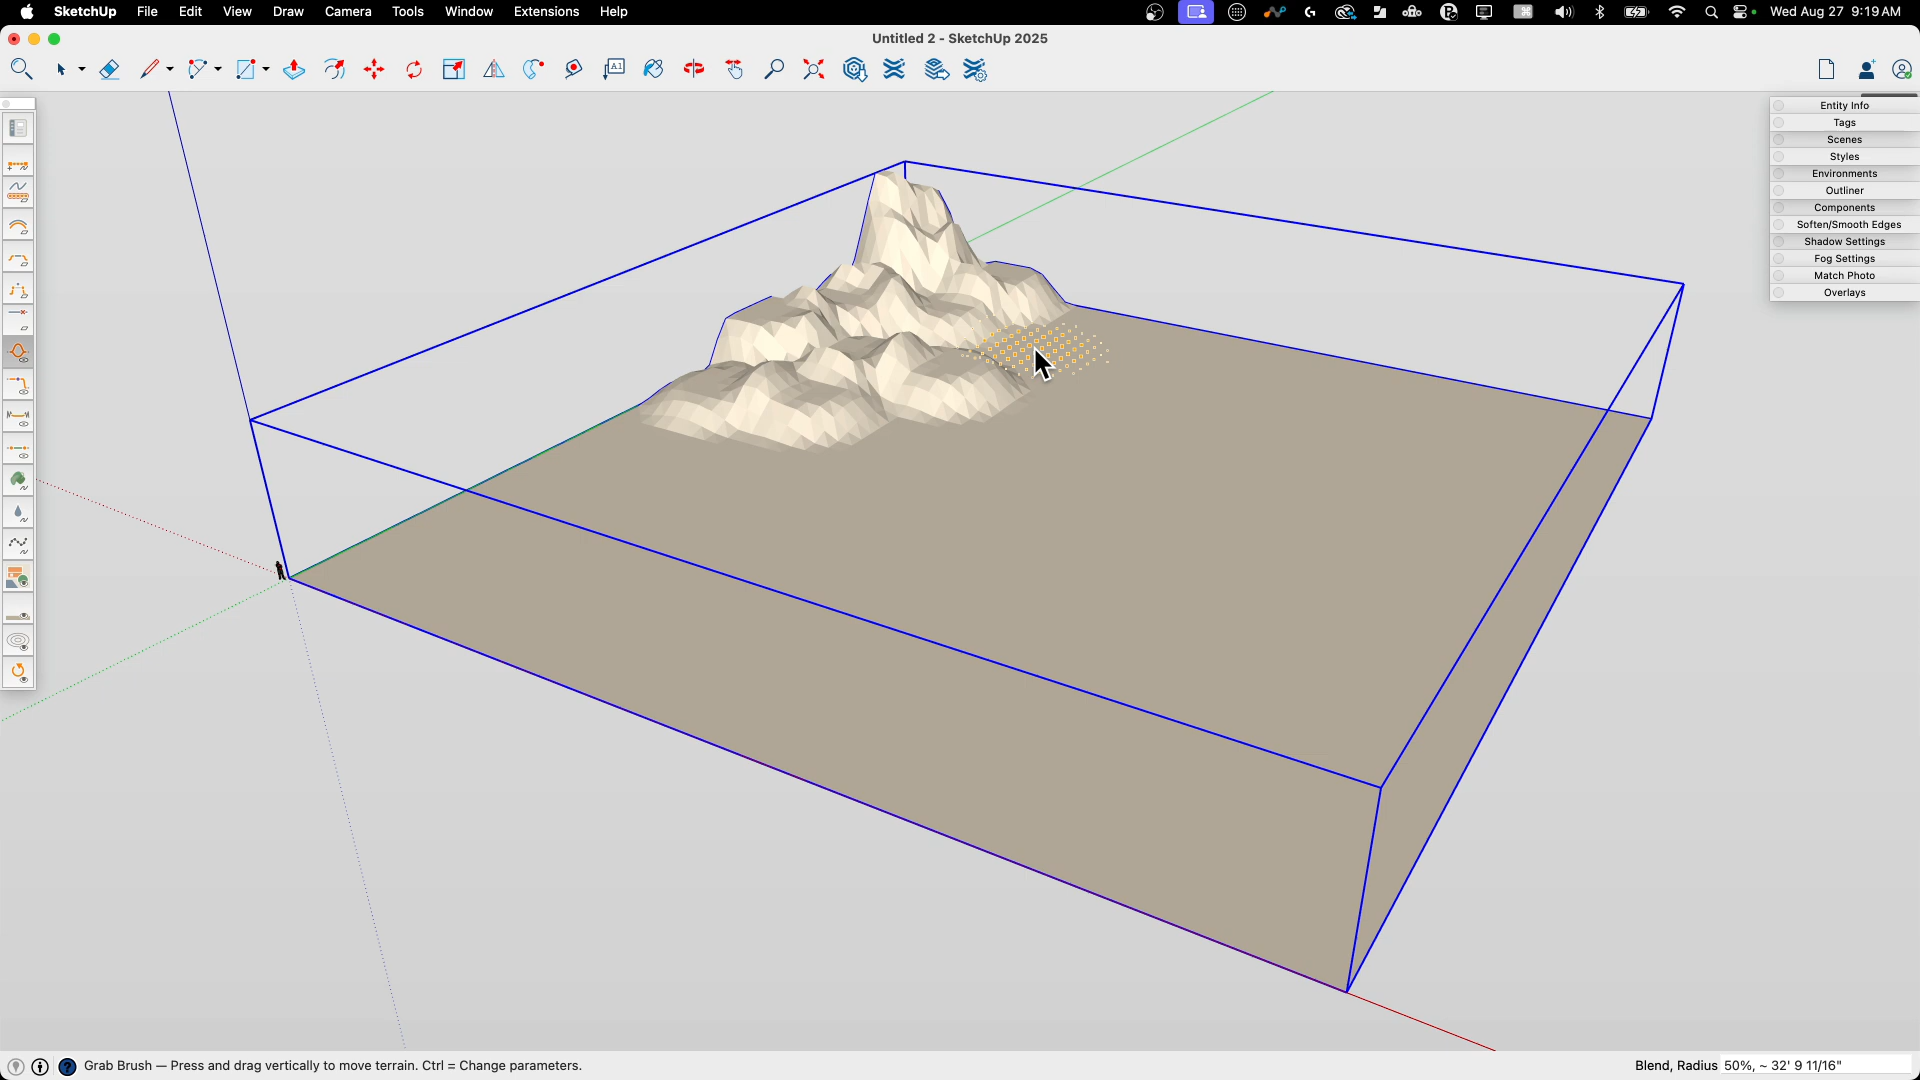 SketchUp File Edit View Draw Camera Tools Window Extensions Help Wed Aug 27 9:19 AM
Untitled 2 - SketchUp 2025
A1
Entity Info
Tags
Scenes
Styles
Environments
Outliner
Components
Soften/Smooth Edges
Shadow Settings
Fog Settings
Match Photo
Overlays
Grab Brush — Press and drag vertically to move terrain. Ctrl = Change parameters.
Blend, Radius 50%, ~ 32' 9 11/16"